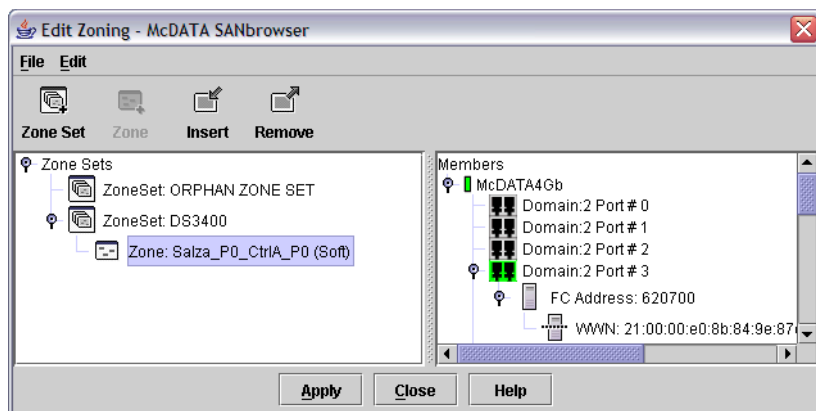 Edit Zoning - McDATA SANbrowser
File Edit
Zone Set Zone Insert Remove
Zone Sets
ZoneSet: ORPHAN ZONE SET
ZoneSet: DS3400
Zone: Salza_P0_CtrlA_P0 (Soft)
Members
McDATA4Gb
Domain:2 Port # 0
Domain:2 Port # 1
Domain:2 Port # 2
Domain:2 Port # 3
FC Address: 620700
WWN: 21:00:00:e0:8b:84:9e:87
Apply Close Help